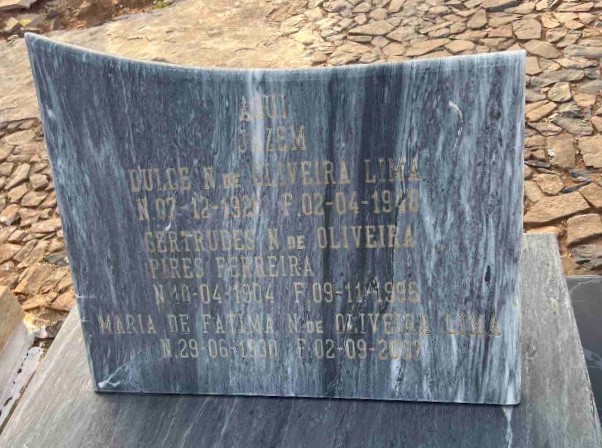 AQUI
JAZEM
DULCE N. DE OLIVEIRA LIMA
N.07-12-192 F.02-04-1948
GERTRUDES N. DE OLIVEIRA
PIRES FERREIRA
N.10-04-1904 F.09-11-1996
MARIA DE FATIMA N. DE OLIVEIRA LIMA
N.29-06-1930 F.02-09-2007